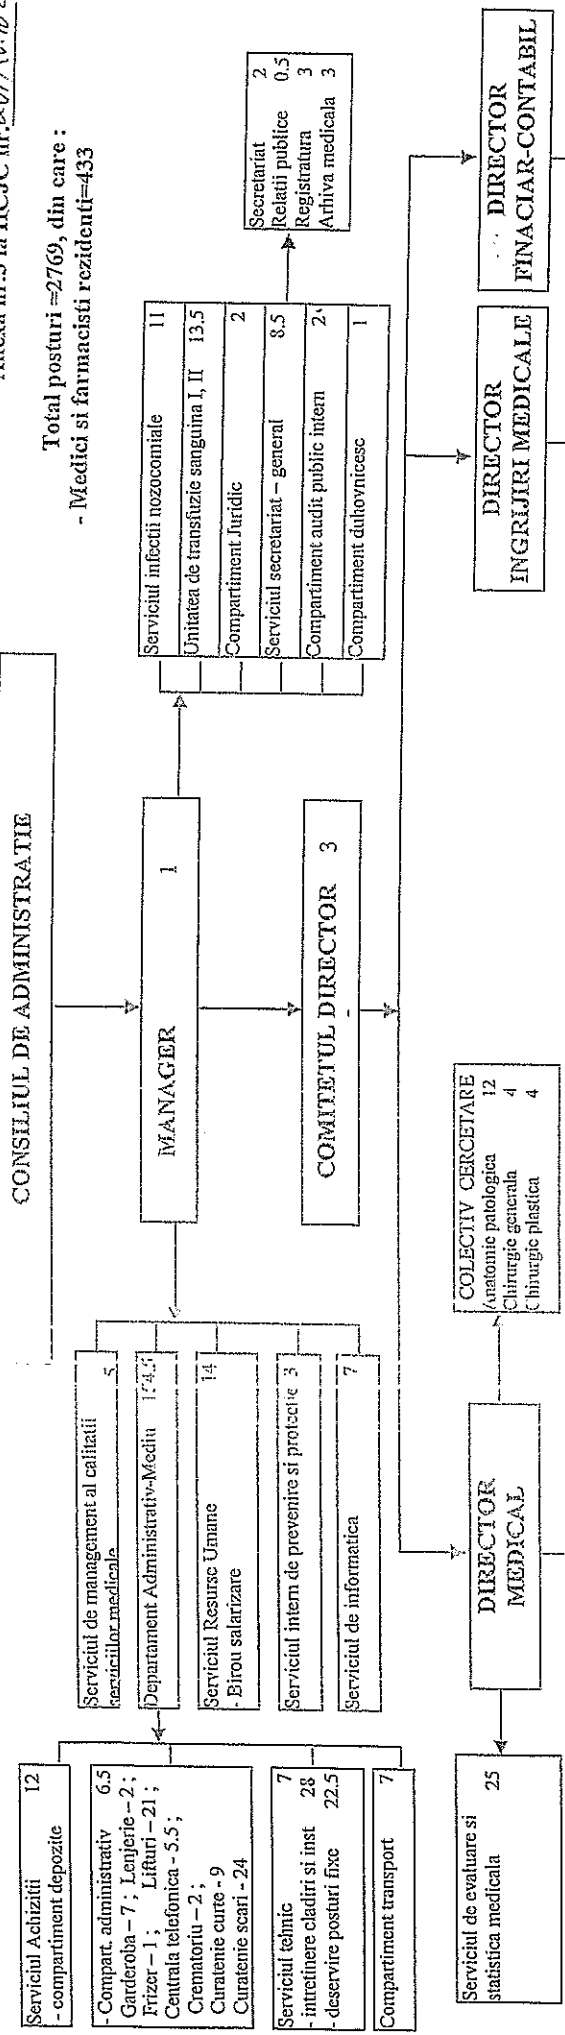 Total posturi =2769, din care :
- Medici si farmacisti rezidenti=433
CONSILIUL DE ADMINISTRATIE
MANAGER 1
COMITETUL DIRECTOR 3
Serviciul infectii nozocomiale 11
Unitatea de transfuzie sanguina I, II 13.5
Compartiment Juridic 2
Serviciul secretariat – general 8.5
Compartiment audit public intern 2
Compartiment duhovnicesc 1
Secretariat 2
Relatii publice 0.5
Registratura 3
Arhiva medicala 3
Serviciul de management al calitatii
serviciilor medicale 5
Departament Administrativ-Mediu
Serviciul Resurse Umane 14
- Birou salarizare
Serviciul intern de prevenire si protectie 3
Serviciul de informatica 7
Serviciul Achizitii 12
- compartiment depozite
- Compart. administrativ 6.5
Garderoba – 7 ; Lenjerie – 2 ;
Frizer – 1 ; Lifturi – 21 ;
Centrala telefonica - 5.5 ;
Crematoriu – 2 ;
Curatenie curte - 9
Curatenie scari - 24
Serviciul tehnic 7
- intretinere cladiri si inst 28
- deservire posturi fixe 22.5
Compartiment transport 7
Serviciul de evaluare si
statistica medicala 25
DIRECTOR
MEDICAL
COLECTIV CERCETARE
Anatomie patologica 12
Chirurgie generala 4
Chirurgie plastica 4
DIRECTOR
INGRIJIRI MEDICALE
DIRECTOR
FINACIAR-CONTABIL